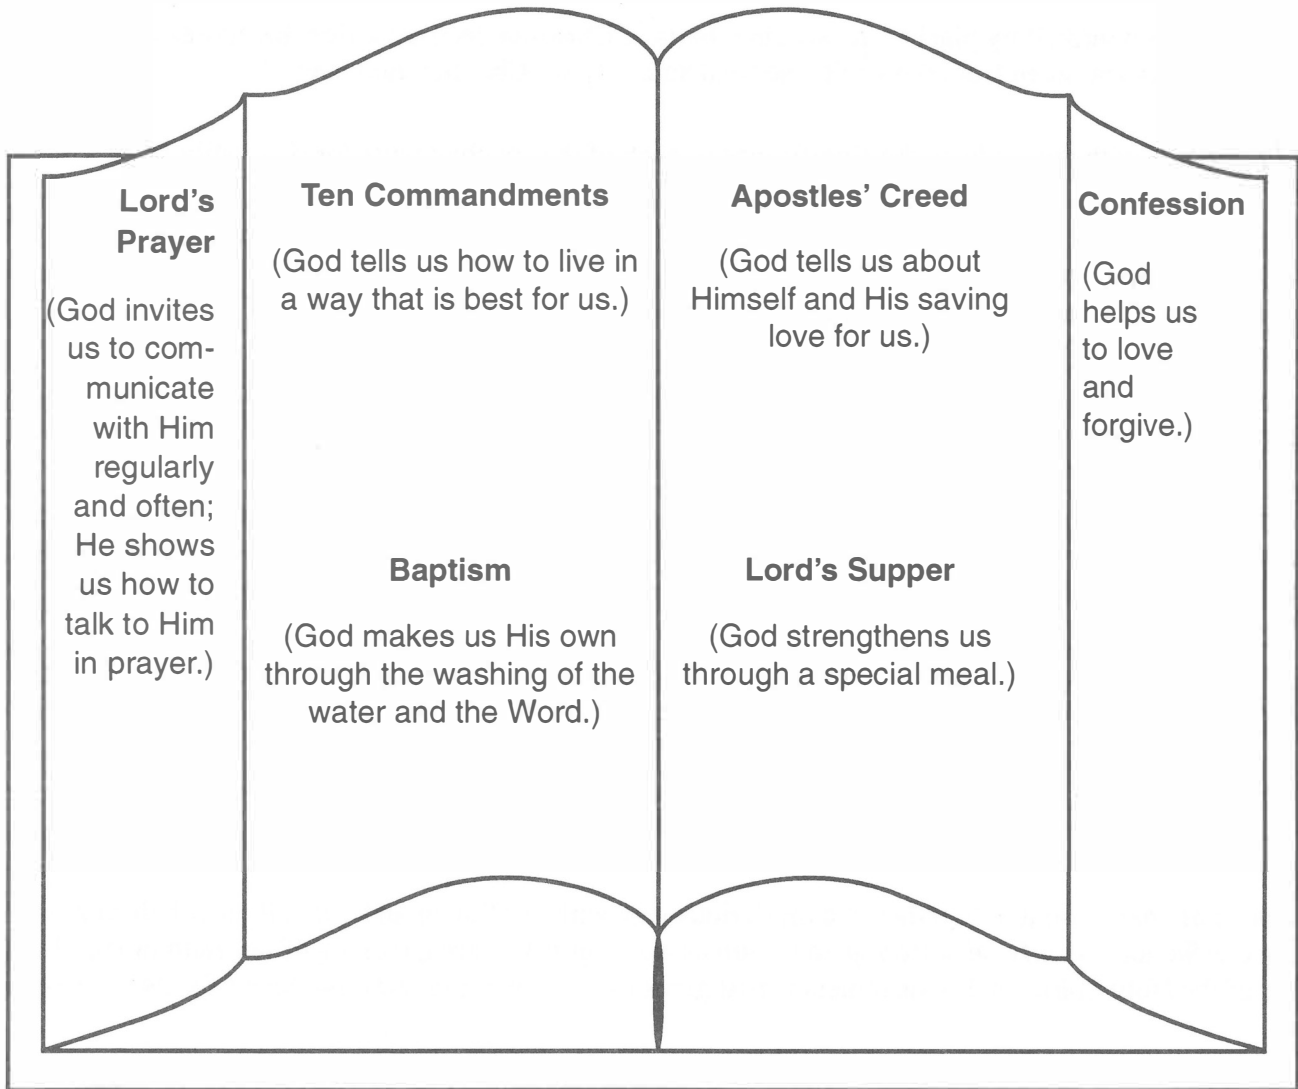 Lord's
Prayer
(God invites
us to com-
municate
with Him
regularly
and often;
He shows
us how to
talk to Him
in prayer.)
Ten Commandments
(God tells us how to live in
a way that is best for us.)
Baptism
(God makes us His own
through the washing of the
water and the Word.)
Apostles' Creed
(God tells us about
Himself and His saving
love for us.)
Lord's Supper
(God strengthens us
through a special meal.)
Confession
(God
helps us
to love
and
forgive.)